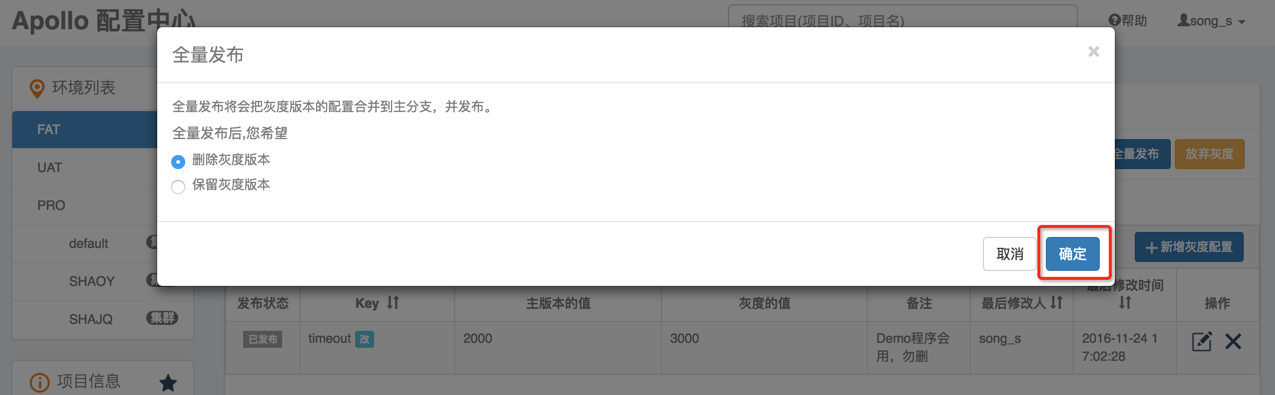 Apollo 配置中心
搜索项目(项目ID、项目名)
帮助
song_s
全量发布
×
全量发布将会把灰度版本的配置合并到主分支，并发布。
全量发布后,您希望
删除灰度版本
保留灰度版本
取消
确定
环境列表
FAT
UAT
PRO
default
SHAOY
SHAJQ 集群
项目信息
全量发布
放弃灰度
新增灰度配置
发布状态 Key 主版本的值 灰度的值 备注 最后修改人 最后修改时间 操作
已发布 timeout 改 2000 3000 Demo程序会 song_s 2016-11-24 1
用，勿删 7:02:28